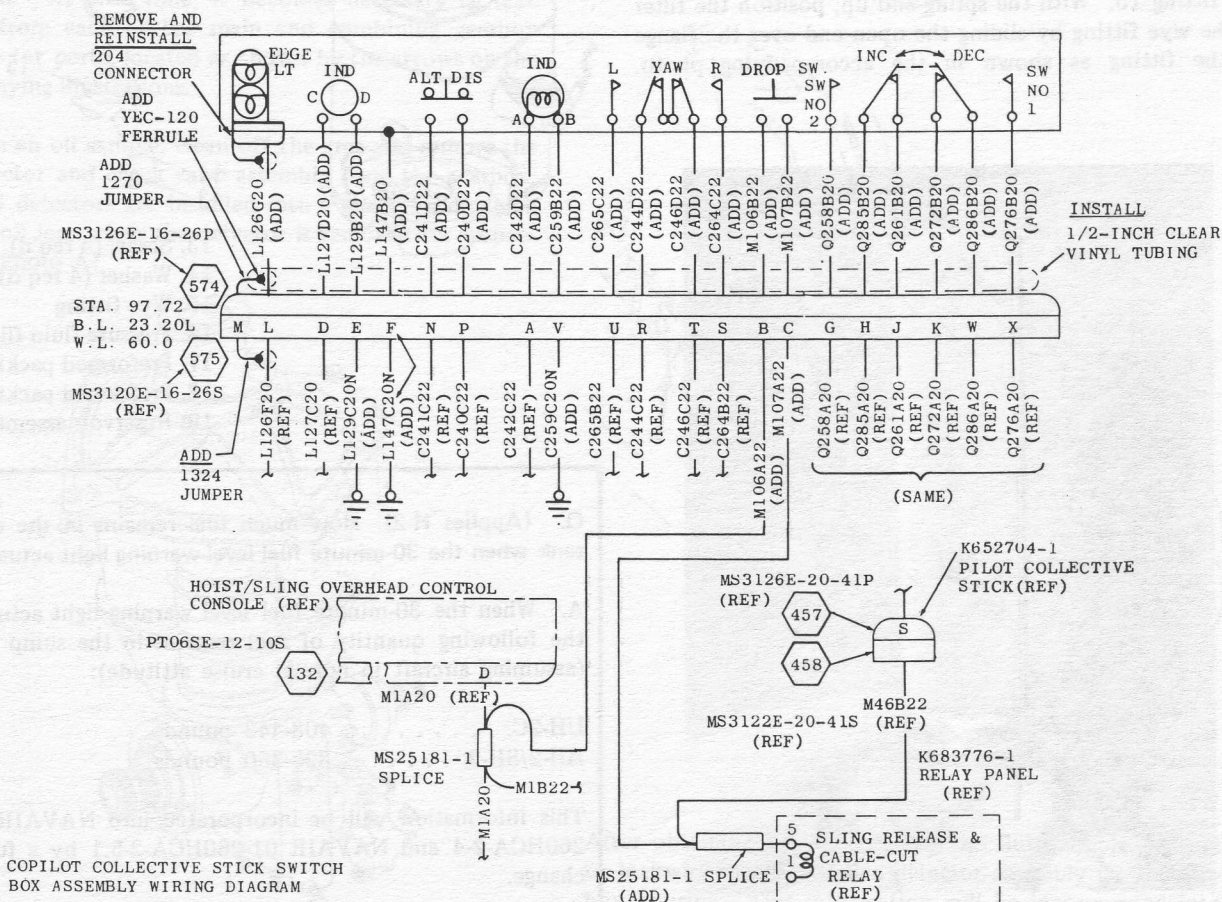 REMOVE AND
REINSTALL
204
CONNECTOR
ADD
YEC-120
FERRULE
ADD
1270
JUMPER
MS3126E-16-26P
(REF)
574
STA. 97.72
B.L. 23.20L
W.L. 60.
575
MS3120E-16-26S
(REF)
ADD
1324
JUMPER
EDGE
LT
IND
C
D
ALT DIS
IND
A
B
L
YAW
R
DROP SW.
SW
NO
2
INC
DEC
SW
NO
1
INSTALL
1/2-INCH CLEAR
VINYL TUBING
L126G20
(ADD)
L127D20 (ADD)
L129B20 (ADD)
L147B20
(ADD)
C241D22
(ADD)
C240D22
(ADD)
C242D22
(ADD)
C259B22
(ADD)
C265C22
(ADD)
C244D22
(ADD)
C246D22
(ADD)
C264C22
(ADD)
M106B22
(ADD)
M107B22
(ADD)
Q258B20
(ADD)
Q285B20
(ADD)
Q261B20
(ADD)
Q272B20
(ADD)
Q286B20
(ADD)
Q276B20
(ADD)
M L D E F N P A V U R T S B C G H J K W X
L126F20
(REF)
L127C20
(REF)
L129C20N
(ADD)
L147C20N
(ADD)
C241C22
(REF)
C240C22
(REF)
C242C22
(REF)
C259C20N
(ADD)
C265B22
(REF)
C244C22
(REF)
C246C22
(REF)
C264B22
(REF)
M106A22
(ADD)
M107A22
(ADD)
Q258A20
(REF)
Q285A20
(REF)
Q261A20
(REF)
Q272A20
(REF)
Q286A20
(REF)
Q276A20
(REF)
(SAME)
HOIST/SLING OVERHEAD CONTROL
CONSOLE (REF)
PT06SE-12-10S
132
D
M1A20 (REF)
MS25181-1
SPLICE
M1B22
M1A20
K652704-1
PILOT COLLECTIVE
STICK(REF)
MS3126E-20-41P
(REF)
457
S
458
MS3122E-20-41S
(REF)
M46B22
(REF)
K683776-1
RELAY PANEL
(REF)
5
1
SLING RELEASE &
CABLE-CUT
RELAY
(REF)
MS25181-1 SPLICE
(ADD)
COPILOT COLLECTIVE STICK SWITCH
BOX ASSEMBLY WIRING DIAGRAM